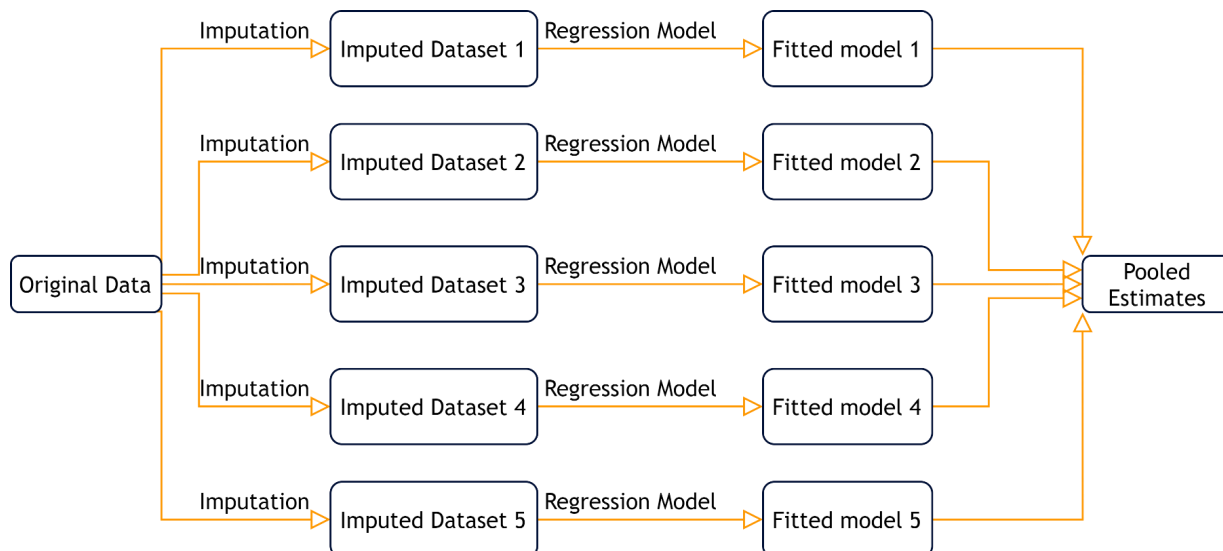 Imputation
Imputed Dataset 1
Regression Model
Fitted model 1
Imputation
Imputed Dataset 2
Regression Model
Fitted model 2
Original Data
Imputation
Imputed Dataset 3
Regression Model
Fitted model 3
Pooled
Estimates
Imputation
Imputed Dataset 4
Regression Model
Fitted model 4
Imputation
Imputed Dataset 5
Regression Model
Fitted model 5